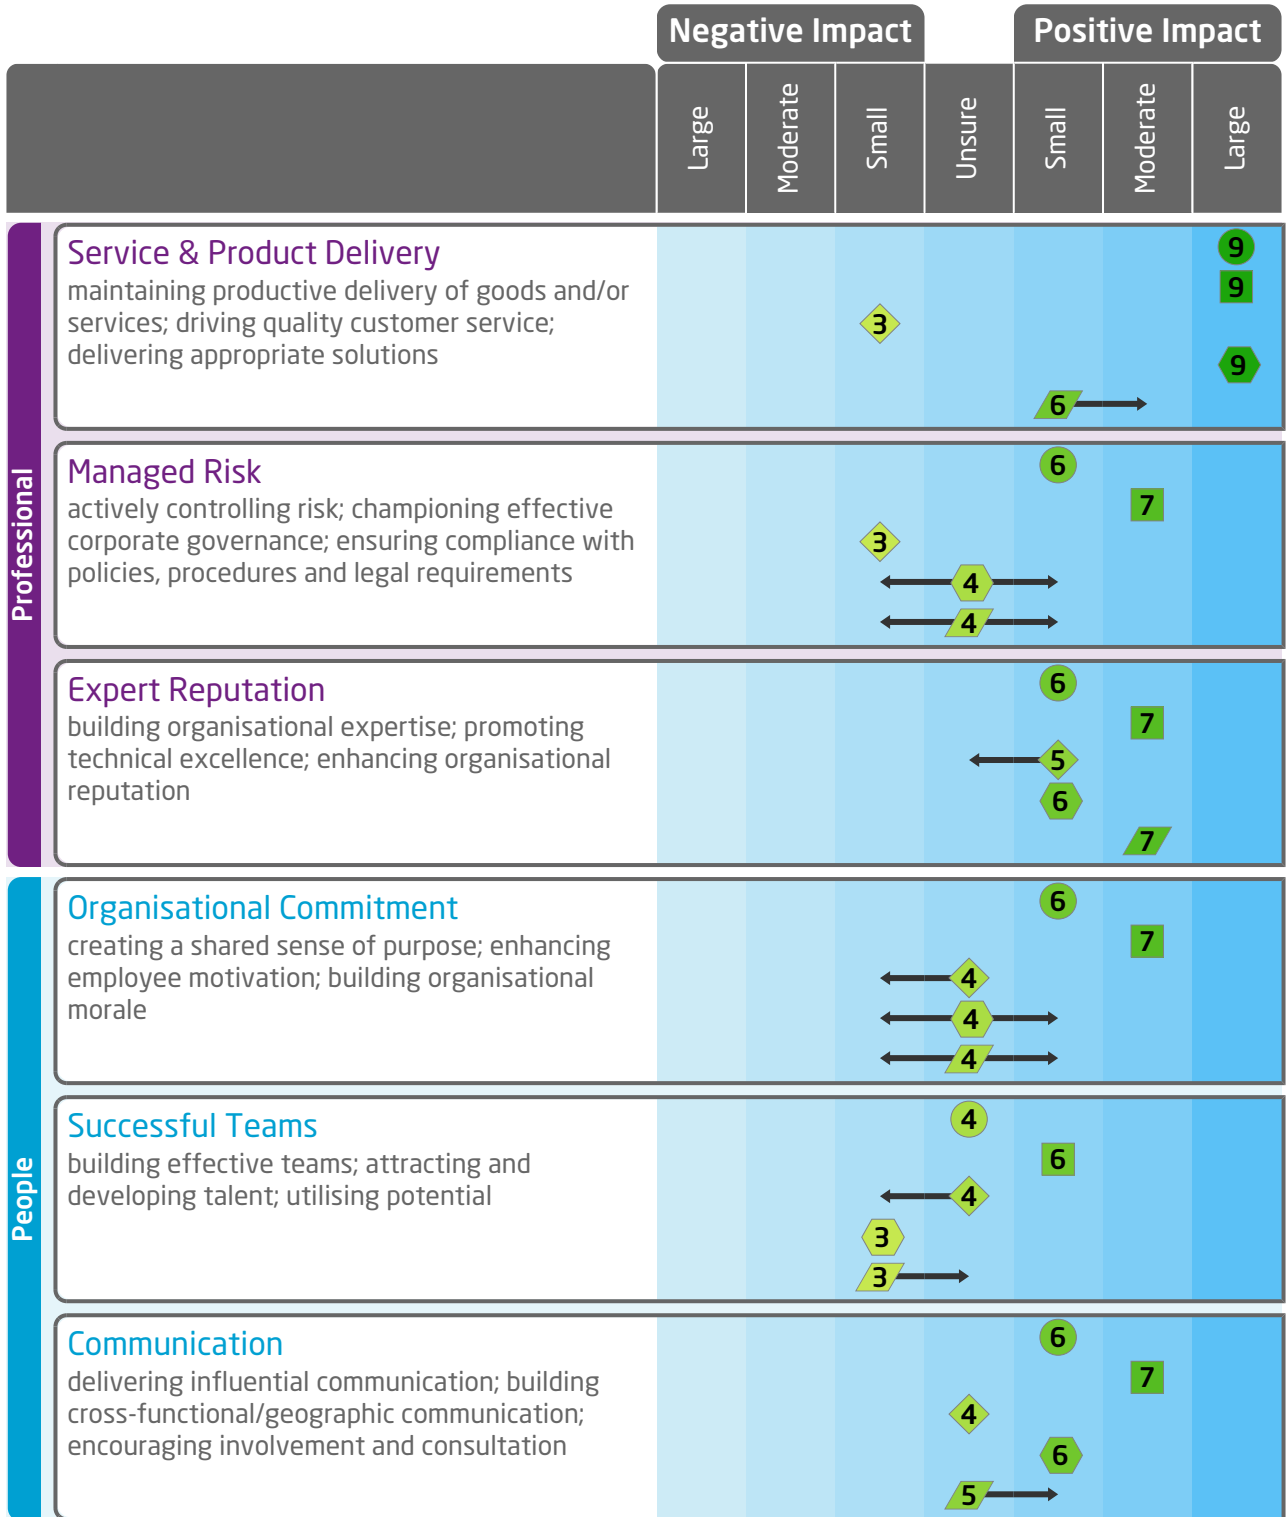 Negative Impact
Positive Impact
Large
Moderate
Small
Unsure
Small
Moderate
Large
Professional
Service & Product Delivery
maintaining productive delivery of goods and/or
services; driving quality customer service;
delivering appropriate solutions
9
9
3
9
6
Managed Risk
actively controlling risk; championing effective
corporate governance; ensuring compliance with
policies, procedures and legal requirements
6
7
3
4
4
Expert Reputation
building organisational expertise; promoting
technical excellence; enhancing organisational
reputation
6
7
5
6
7
People
Organisational Commitment
creating a shared sense of purpose; enhancing
employee motivation; building organisational
morale
6
7
4
4
4
Successful Teams
building effective teams; attracting and
developing talent; utilising potential
4
6
4
3
3
Communication
delivering influential communication; building
cross-functional/geographic communication;
encouraging involvement and consultation
6
7
4
6
5